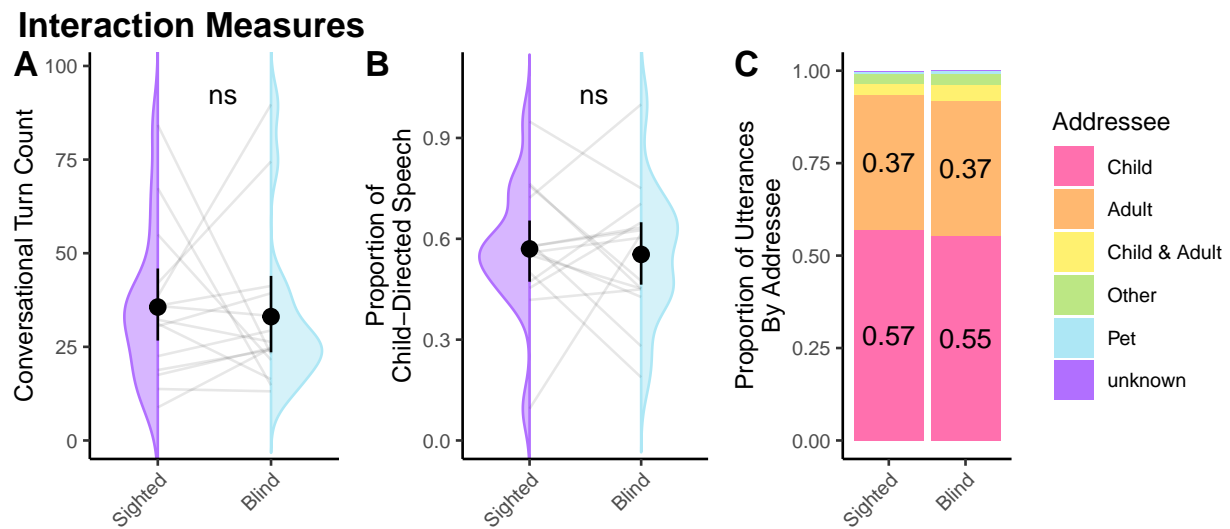 Interaction Measures
A
Conversational Turn Count
100
75
50
25
0
ns
Sighted
Blind
B
Proportion of
Child−Directed Speech
0.9
0.6
0.3
0.0
ns
Sighted
Blind
C
Proportion of Utterances
By Addressee
1.00
0.75
0.50
0.25
0.00
0.37
0.37
0.57
0.55
Sighted
Blind
Addressee
Child
Adult
Child & Adult
Other
Pet
unknown